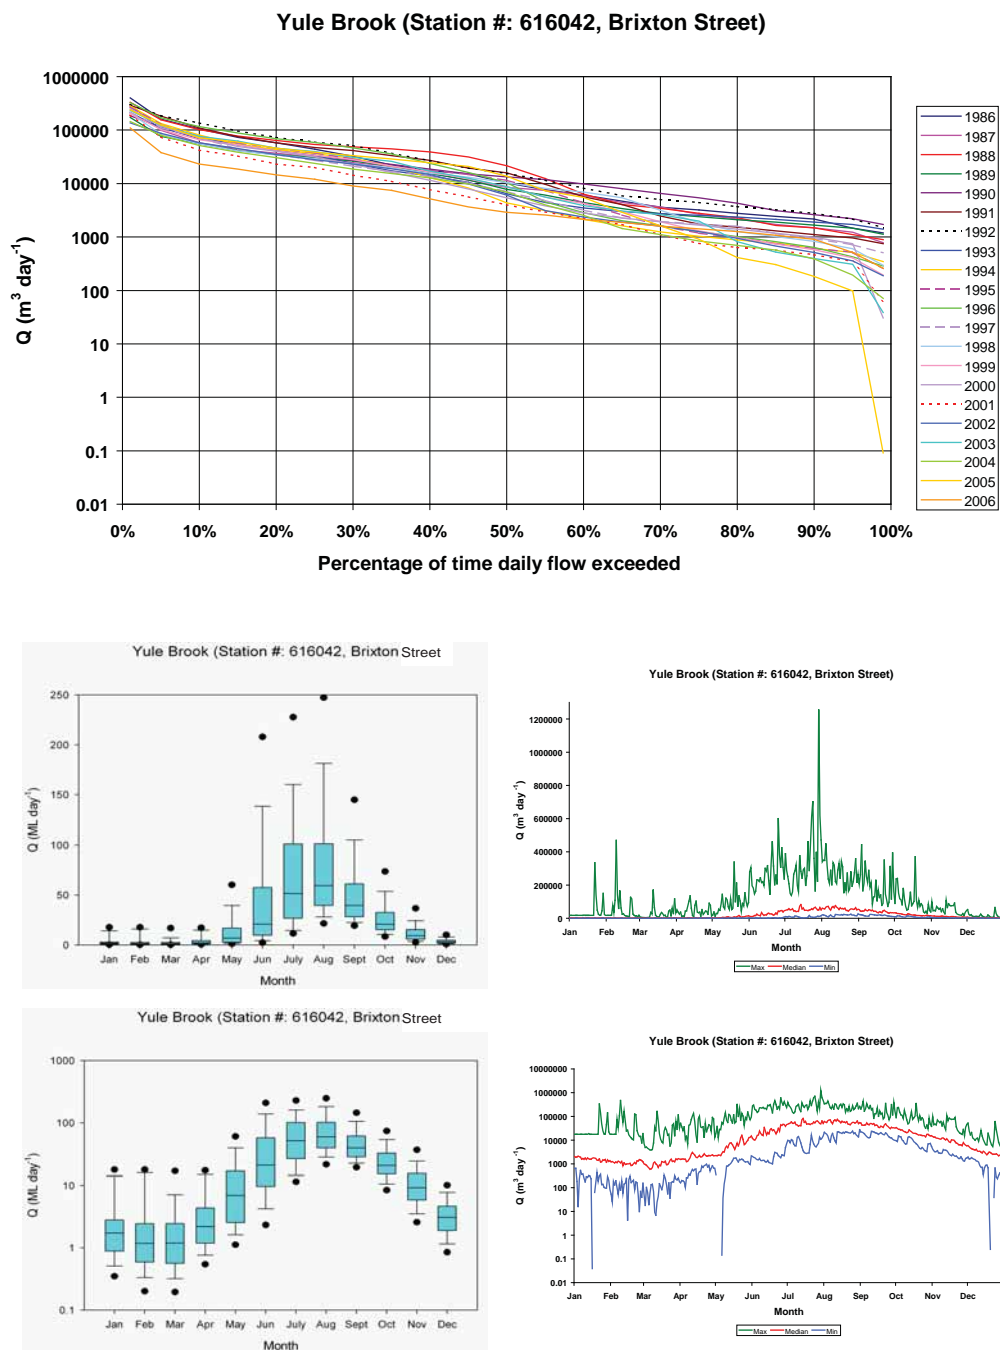 Yule Brook (Station #: 616042, Brixton Street)
1000000
100000
10000
1000
100
10
1
0.1
0.01
Q (m³ day⁻¹)
0% 10% 20% 30% 40% 50% 60% 70% 80% 90% 100%
Percentage of time daily flow exceeded
1986
1987
1988
1989
1990
1991
1992
1993
1994
1995
1996
1997
1998
1999
2000
2001
2002
2003
2004
2005
2006
Yule Brook (Station #: 616042, Brixton Street
250
200
150
100
50
0
Q (ML day⁻¹)
Jan Feb Mar Apr May Jun July Aug Sept Oct Nov Dec
Month
Yule Brook (Station #: 616042, Brixton Street)
1200000
1000000
800000
600000
400000
200000
0
Q (m³ day⁻¹)
Jan Feb Mar Apr May Jun Jul Aug Sep Oct Nov Dec
Month
Max Median Min
Yule Brook (Station #: 616042, Brixton Street
1000
100
10
1
0.1
Q (ML day⁻¹)
Jan Feb Mar Apr May Jun July Aug Sept Oct Nov Dec
Month
Yule Brook (Station #: 616042, Brixton Street)
10000000
1000000
100000
10000
1000
100
10
1
0.1
0.01
Q (m³ day⁻¹)
Jan Feb Mar Apr May Jun Jul Aug Sep Oct Nov Dec
Month
Max Median Min